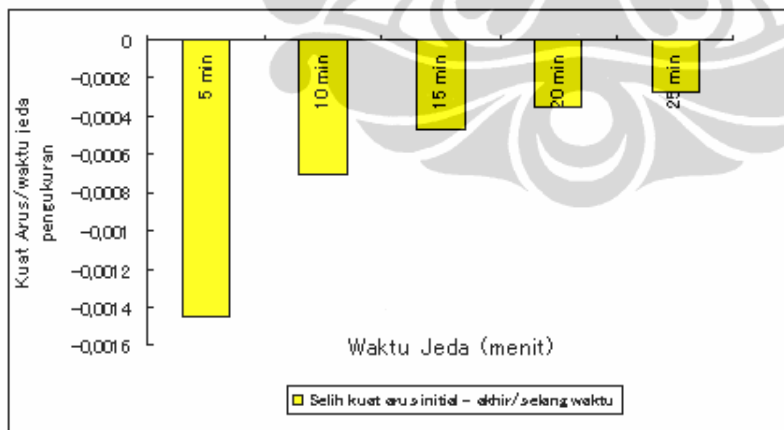 0
-0,0002
-0,0004
-0,0006
-0,0008
-0,001
-0,0012
-0,0014
-0,0016
Kuat Arus/waktu jeda
pengukuran
5 min
10 min
15 min
20 min
25 min
Waktu Jeda (menit)
Selih kuat arus initial - akhir/selang waktu